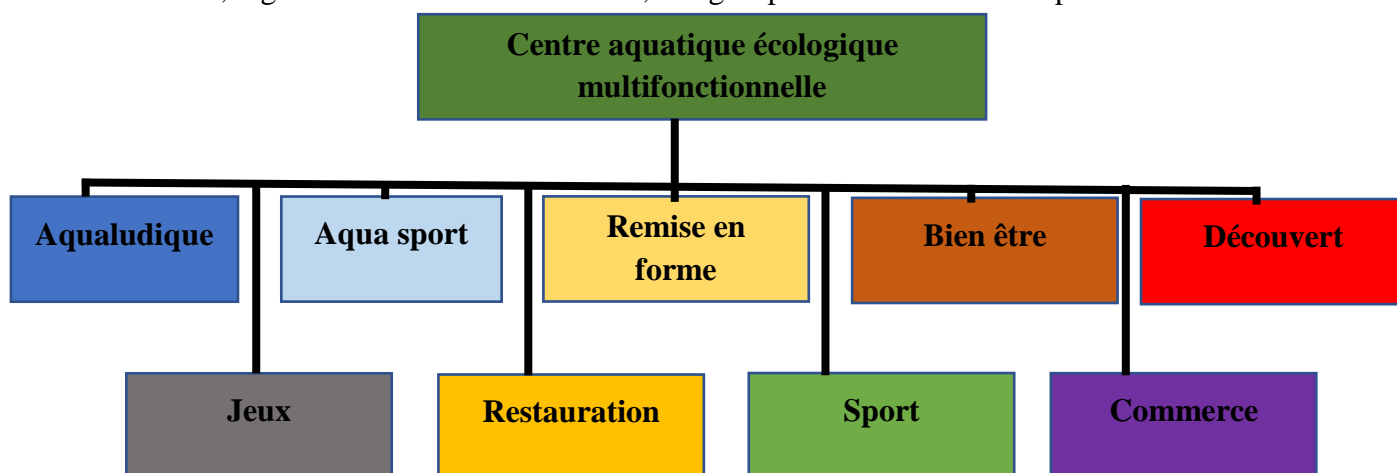 Centre aquatique écologique
multifonctionnelle
Aqualudique
Aqua sport
Remise en
forme
Bien être
Découvert
Jeux
Restauration
Sport
Commerce